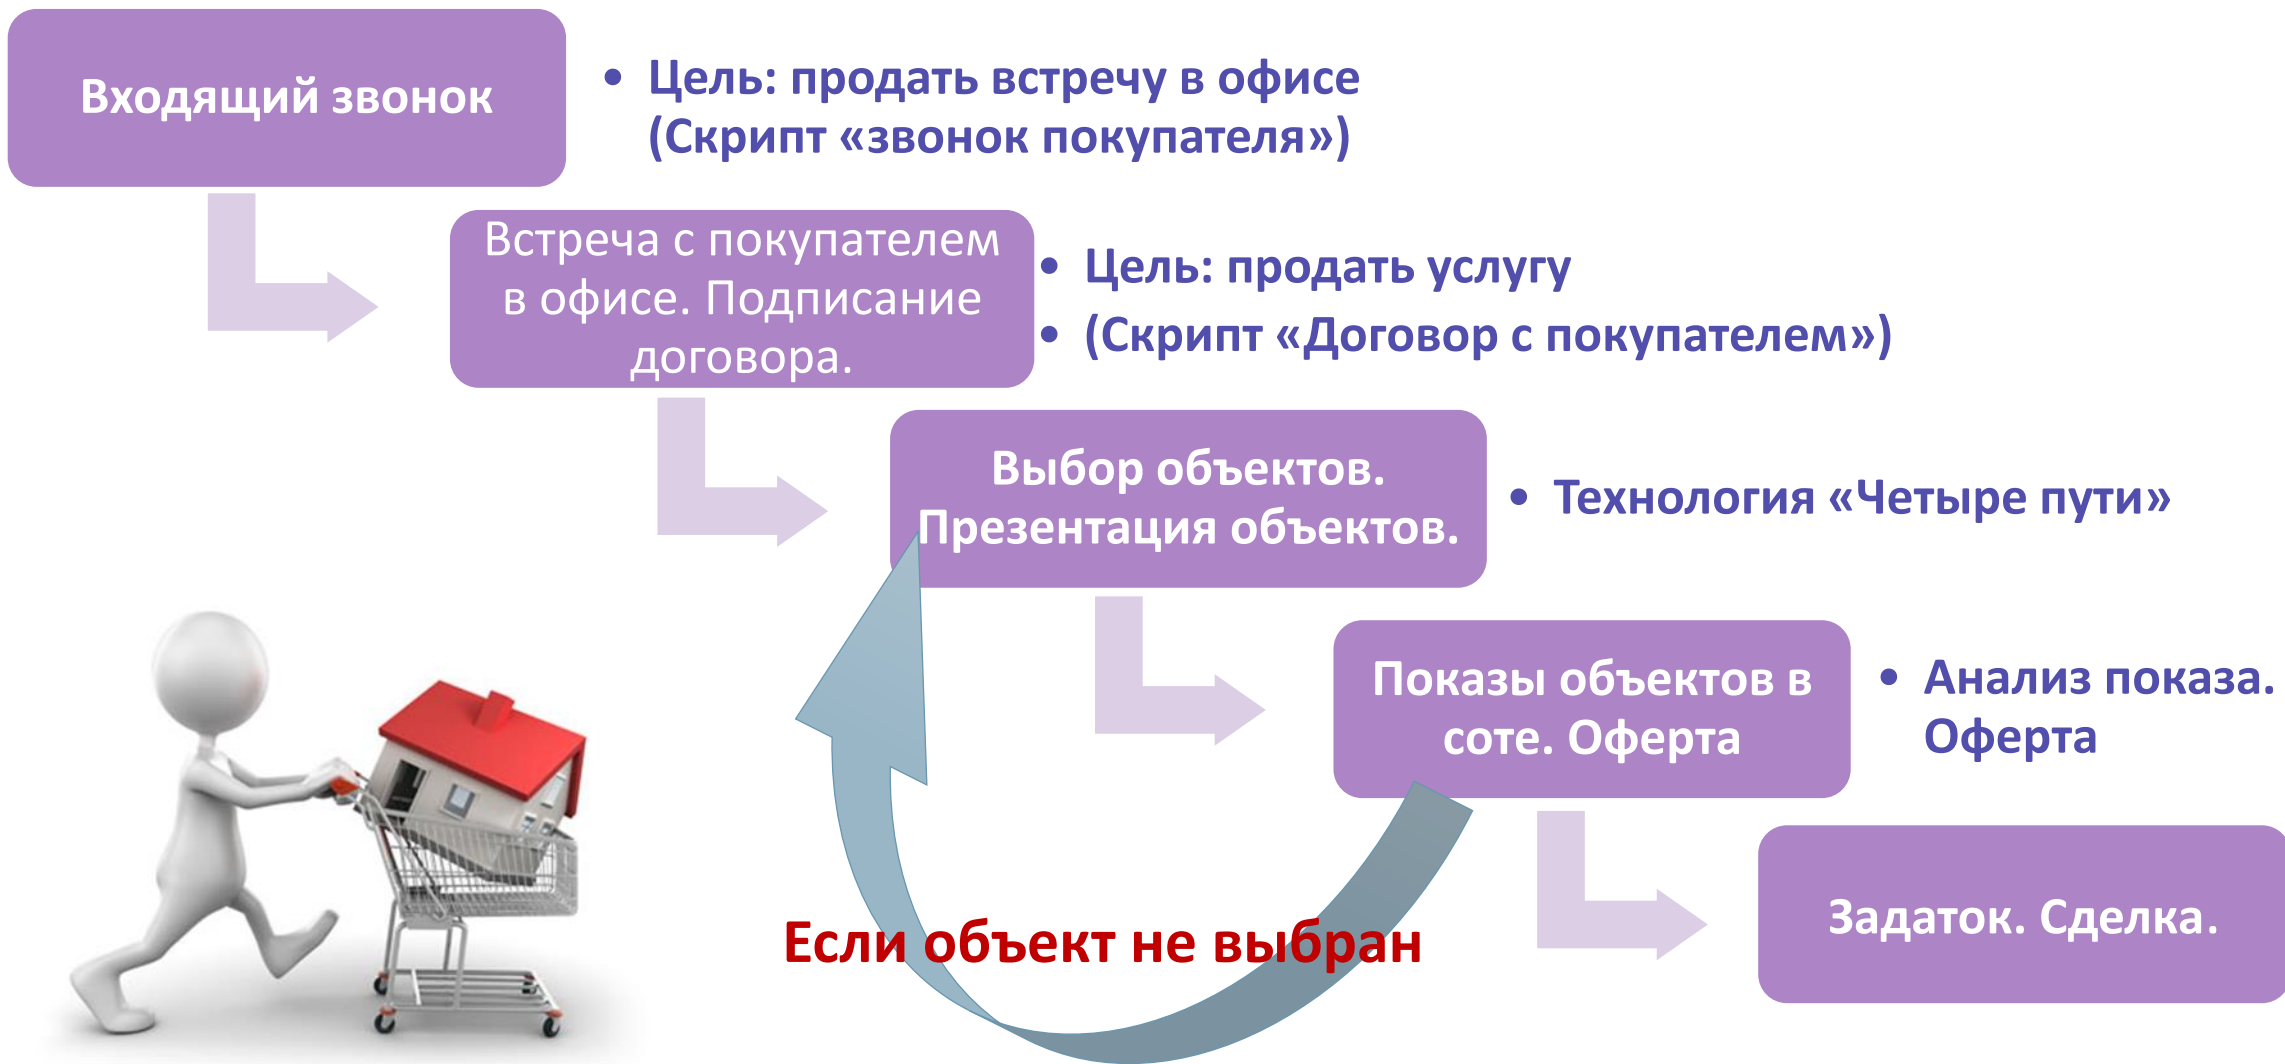 Входящий звонок
• Цель: продать встречу в офисе
(Скрипт «звонок покупателя»)
Встреча с покупателем
в офисе. Подписание
договора.
• Цель: продать услугу
• (Скрипт «Договор с покупателем»)
Выбор объектов.
Презентация объектов.
• Технология «Четыре пути»
Показы объектов в
соте. Оферта
• Анализ показа.
Оферта
Если объект не выбран
Задаток. Сделка.